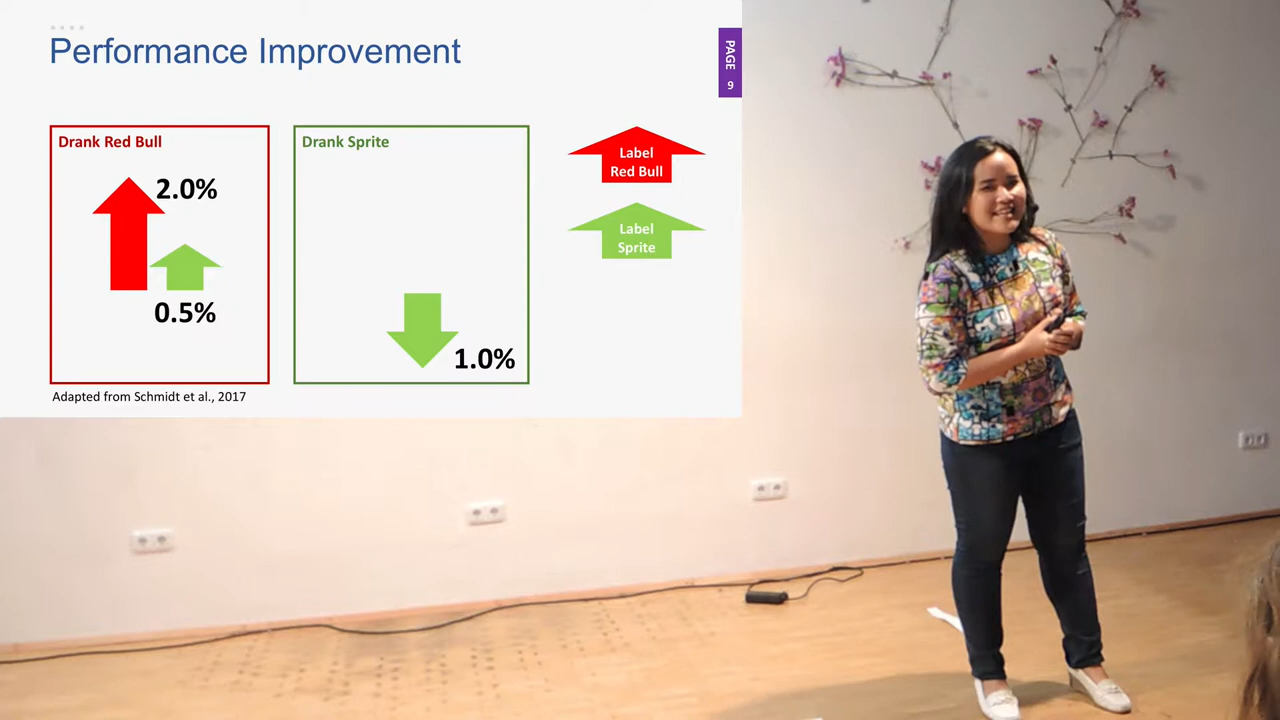 Performance Improvement
PAGE 9
Drank Red Bull
2.0%
0.5%
Drank Sprite
1.0%
Label
Red Bull
Label
Sprite
Adapted from Schmidt et al., 2017